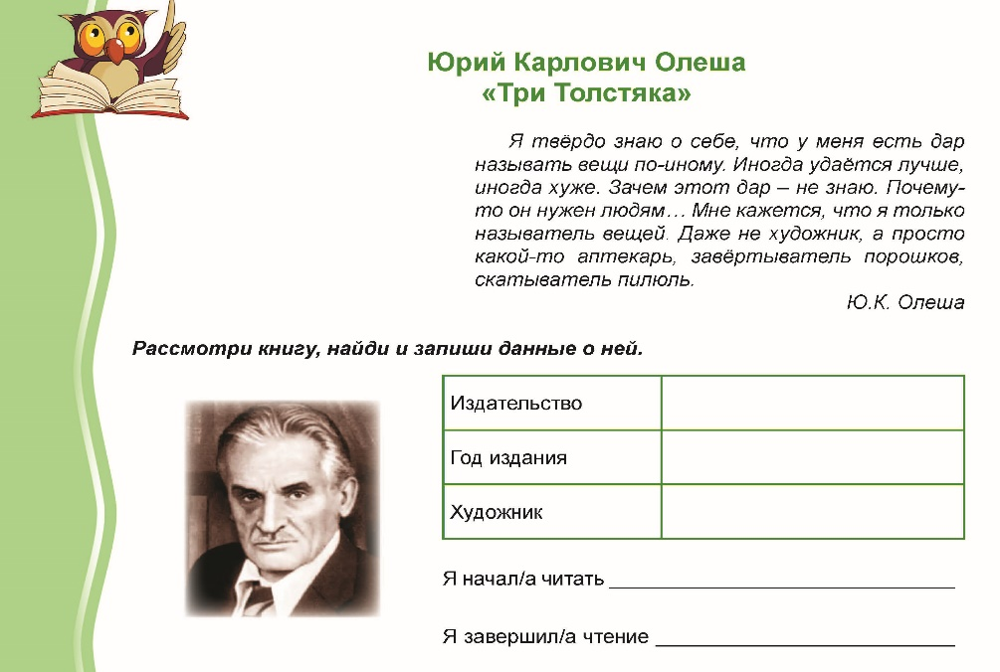 Юрий Карлович Олеша
«Три Толстяка»
Я твёрдо знаю о себе, что у меня есть дар
называть вещи по-иному. Иногда удаётся лучше,
иногда хуже. Зачем этот дар – не знаю. Почему-
то он нужен людям… Мне кажется, что я только
называтель вещей. Даже не художник, а просто
какой-то аптекарь, завёртыватель порошков,
скатыватель пилюль.
Ю.К. Олеша
Рассмотри книгу, найди и запиши данные о ней.
Издательство
Год издания
Художник
Я начал/а читать
Я завершил/а чтение